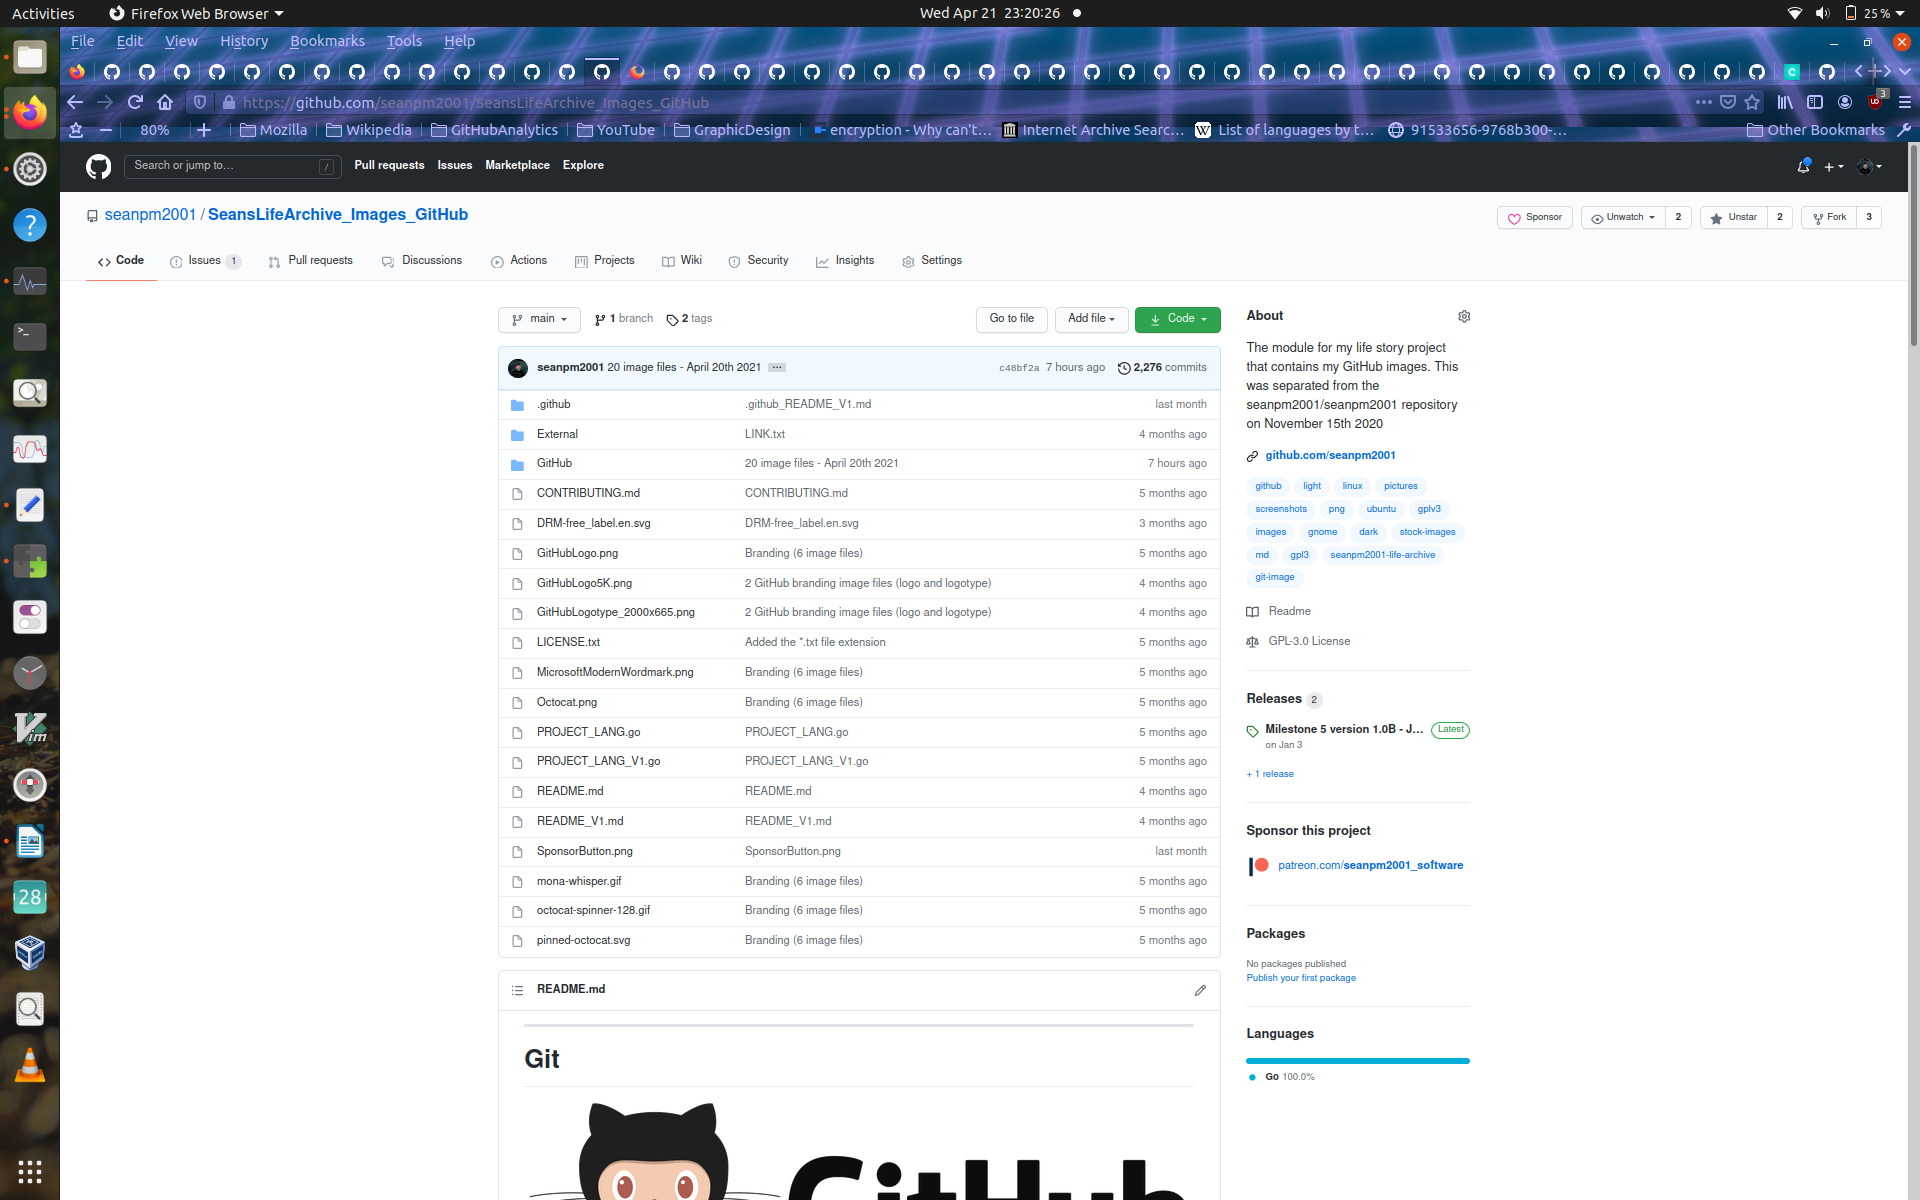 Activities Firefox Web Browser Wed Apr 21 23:20:26 25 %
File Edit View History Bookmarks Tools Help
https://github.com/seanpm2001/SeansLifeArchive_Images_GitHub 3
80% Mozilla Wikipedia GitHubAnalytics YouTube GraphicDesign encryption - Why can't… Internet Archive Searc… List of languages by t… 91533656-9768b300-… Other Bookmarks
Search or jump to… / Pull requests Issues Marketplace Explore
seanpm2001 / SeansLifeArchive_Images_GitHub Sponsor Unwatch 2 Unstar 2 Fork 3
Code Issues 1 Pull requests Discussions Actions Projects Wiki Security Insights Settings
main 1 branch 2 tags Go to file Add file Code
seanpm2001 20 image files - April 20th 2021 c48bf2a 7 hours ago 2,276 commits
.github .github_README_V1.md last month
External LINK.txt 4 months ago
GitHub 20 image files - April 20th 2021 7 hours ago
CONTRIBUTING.md CONTRIBUTING.md 5 months ago
DRM-free_label.en.svg DRM-free_label.en.svg 3 months ago
GitHubLogo.png Branding (6 image files) 5 months ago
GitHubLogo5K.png 2 GitHub branding image files (logo and logotype) 4 months ago
GitHubLogotype_2000x665.png 2 GitHub branding image files (logo and logotype) 4 months ago
LICENSE.txt Added the *.txt file extension 5 months ago
MicrosoftModernWordmark.png Branding (6 image files) 5 months ago
Octocat.png Branding (6 image files) 5 months ago
PROJECT_LANG.go PROJECT_LANG.go 5 months ago
PROJECT_LANG_V1.go PROJECT_LANG_V1.go 5 months ago
README.md README.md 4 months ago
README_V1.md README_V1.md 4 months ago
SponsorButton.png SponsorButton.png last month
mona-whisper.gif Branding (6 image files) 5 months ago
octocat-spinner-128.gif Branding (6 image files) 5 months ago
pinned-octocat.svg Branding (6 image files) 5 months ago
README.md
Git
GitHub
About
The module for my life story project
that contains my GitHub images. This
was separated from the
seanpm2001/seanpm2001 repository
on November 15th 2020
github.com/seanpm2001
github light linux pictures
screenshots png ubuntu gplv3
images gnome dark stock-images
md gpl3 seanpm2001-life-archive
git-image
Readme
GPL-3.0 License
Releases 2
Milestone 5 version 1.0B - J… Latest
on Jan 3
+ 1 release
Sponsor this project
patreon.com/seanpm2001_software
Packages
No packages published
Publish your first package
Languages
Go 100.0%
Vim
28